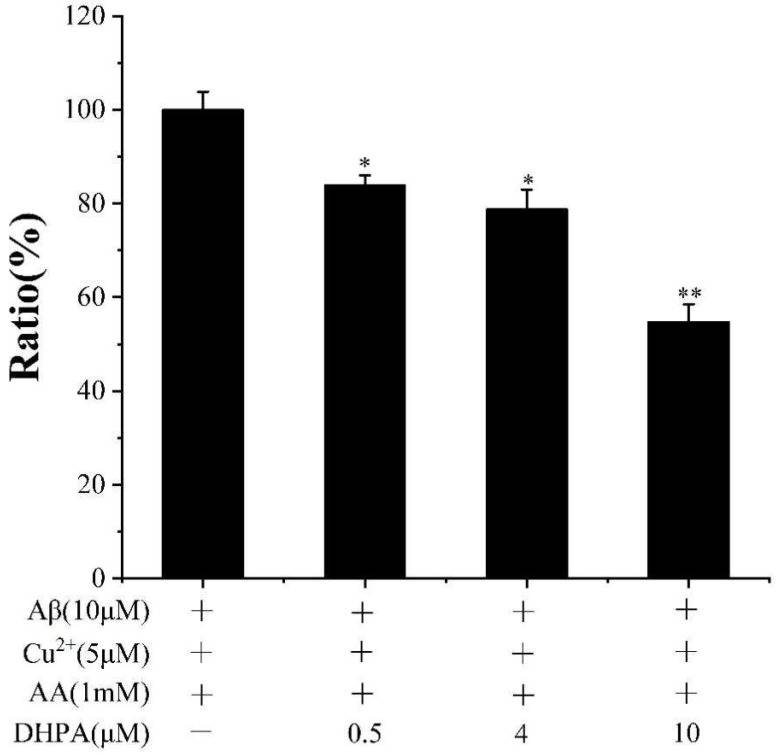 120
100
80
60
40
20
0
Ratio(%)
*
*
**
Aβ(10μM) + + + +
Cu²⁺(5μM) + + + +
AA(1mM) + + + +
DHPA(μM) − 0.5 4 10